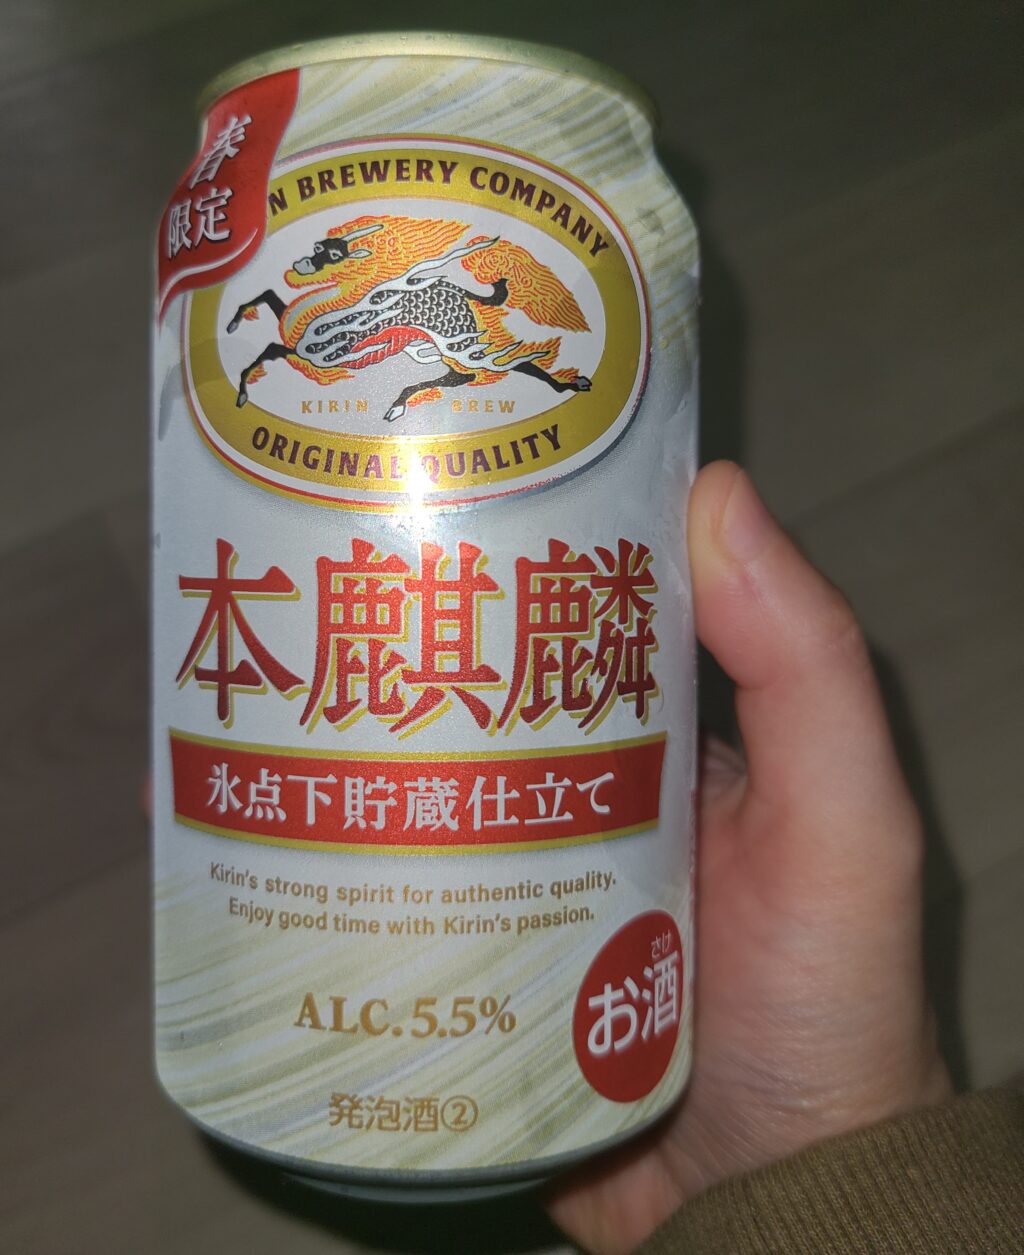 春
限定
N BREWERY COMPANY
KIRIN BREW
ORIGINAL QUALITY
本麒麟
氷点下貯蔵仕立て
Kirin's strong spirit for authentic quality.
Enjoy good time with Kirin's passion.
さけ
お酒
ALC. 5.5%
発泡酒②